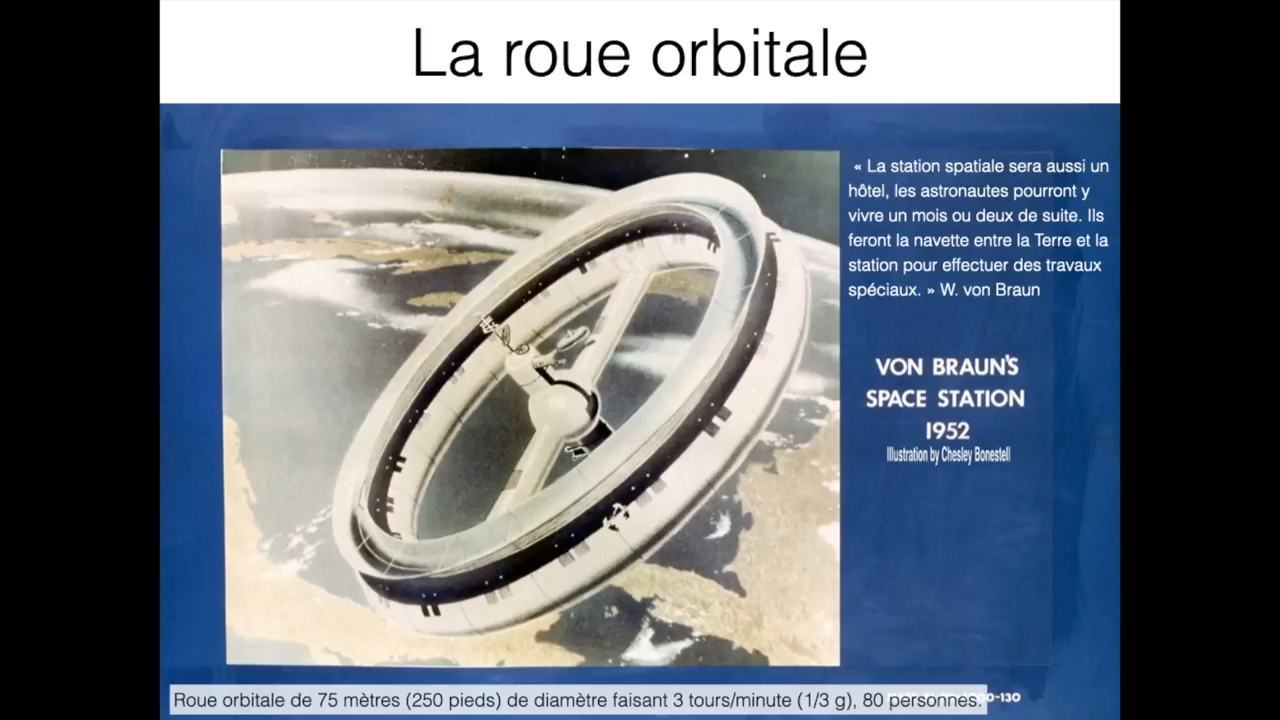 La roue orbitale
« La station spatiale sera aussi un
hôtel, les astronautes pourront y
vivre un mois ou deux de suite. Ils
feront la navette entre la Terre et la
station pour effectuer des travaux
spéciaux. » W. von Braun
VON BRAUN'S
SPACE STATION
1952
Illustration by Chesley Bonestell
Roue orbitale de 75 mètres (250 pieds) de diamètre faisant 3 tours/minute (1/3 g), 80 personnes.
0-130